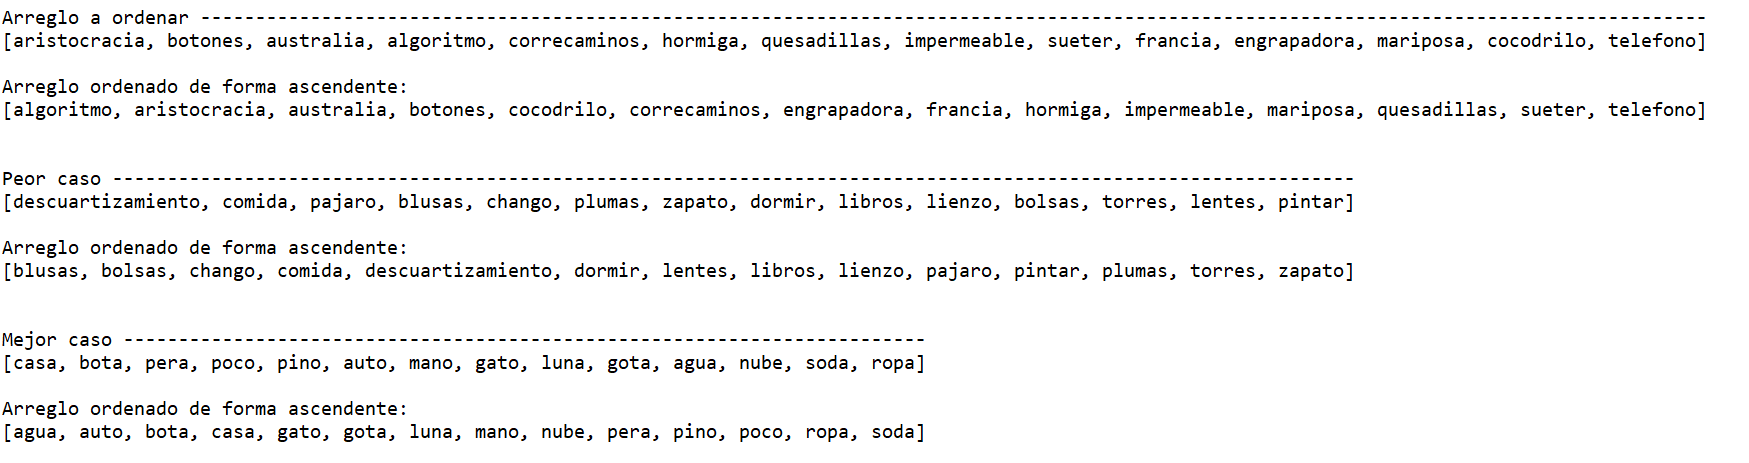 Arreglo a ordenar -----------------------------------------------------------------------------------------------------------------------------------------
[aristocracia, botones, australia, algoritmo, correcaminos, hormiga, quesadillas, impermeable, sueter, francia, engrapadora, mariposa, cocodrilo, telefono]
Arreglo ordenado de forma ascendente:
[algoritmo, aristocracia, australia, botones, cocodrilo, correcaminos, engrapadora, francia, hormiga, impermeable, mariposa, quesadillas, sueter, telefono]
Peor caso -----------------------------------------------------------------------------------------------------------------
[descuartizamiento, comida, pajaro, blusas, chango, plumas, zapato, dormir, libros, lienzo, bolsas, torres, lentes, pintar]
Arreglo ordenado de forma ascendente:
[blusas, bolsas, chango, comida, descuartizamiento, dormir, lentes, libros, lienzo, pajaro, pintar, plumas, torres, zapato]
Mejor caso -------------------------------------------------------------------------
[casa, bota, pera, poco, pino, auto, mano, gato, luna, gota, agua, nube, soda, ropa]
Arreglo ordenado de forma ascendente:
[agua, auto, bota, casa, gato, gota, luna, mano, nube, pera, pino, poco, ropa, soda]